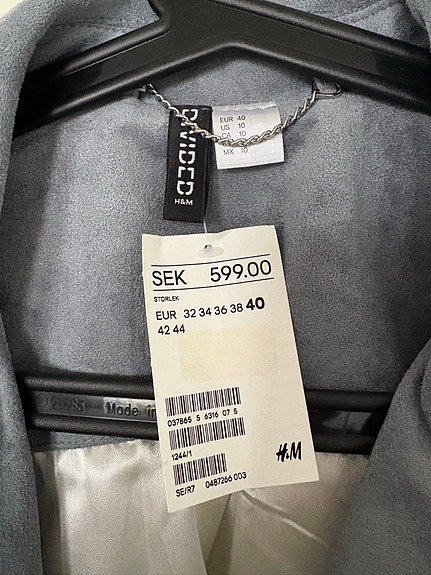 DIVIDED
H&M
EUR 40
US 10
CA 10
MX 10
SEK 599.00
STORLEK
EUR 32 34 36 38 40
42 44
037865 5 6316 07 5
1244/1
SE/R7 0487266 003
H&M
Made in